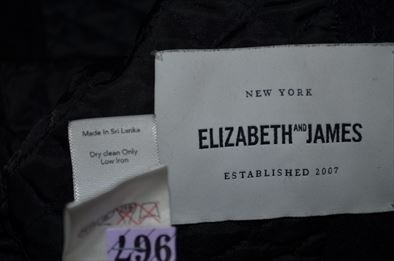 NEW YORK
ELIZABETH AND JAMES
ESTABLISHED 2007
Made in Sri Lanka
Dry clean Only
Low Iron
496